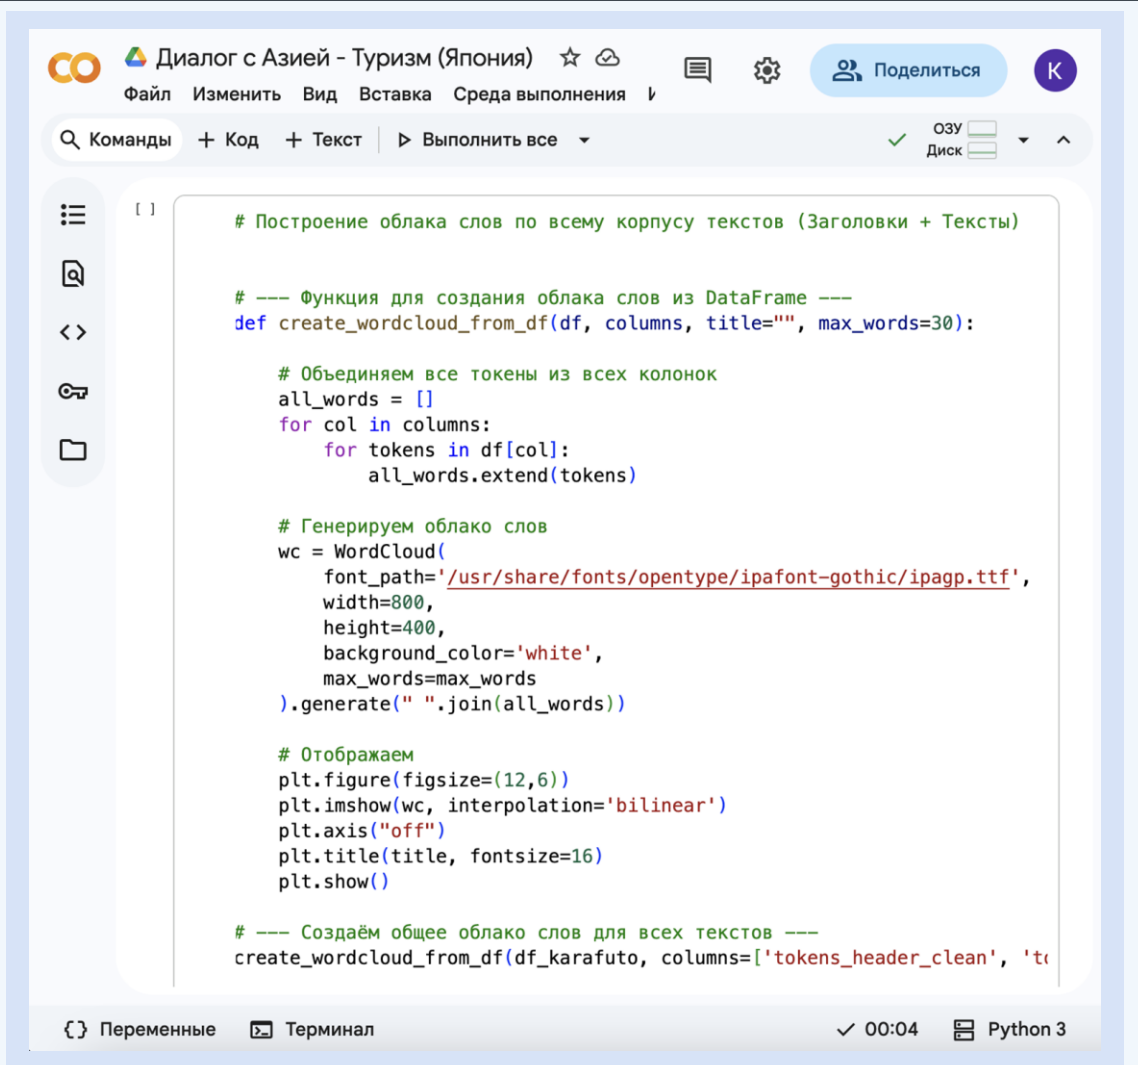 Диалог с Азией - Туризм (Япония)
Файл Изменить Вид Вставка Среда выполнения
Поделиться
K
Команды + Код + Текст Выполнить все
ОЗУ
Диск
[ ]
# Построение облака слов по всему корпусу текстов (Заголовки + Тексты)
# --- Функция для создания облака слов из DataFrame ---
def create_wordcloud_from_df(df, columns, title="", max_words=30):
# Объединяем все токены из всех колонок
all_words = []
for col in columns:
for tokens in df[col]:
all_words.extend(tokens)
# Генерируем облако слов
wc = WordCloud(
font_path='/usr/share/fonts/opentype/ipafont-gothic/ipagp.ttf',
width=800,
height=400,
background_color='white',
max_words=max_words
).generate(" ".join(all_words))
# Отображаем
plt.figure(figsize=(12,6))
plt.imshow(wc, interpolation='bilinear')
plt.axis("off")
plt.title(title, fontsize=16)
plt.show()
# --- Создаём общее облако слов для всех текстов ---
create_wordcloud_from_df(df_karafuto, columns=['tokens_header_clean',
{} Переменные Терминал 00:04 Python 3